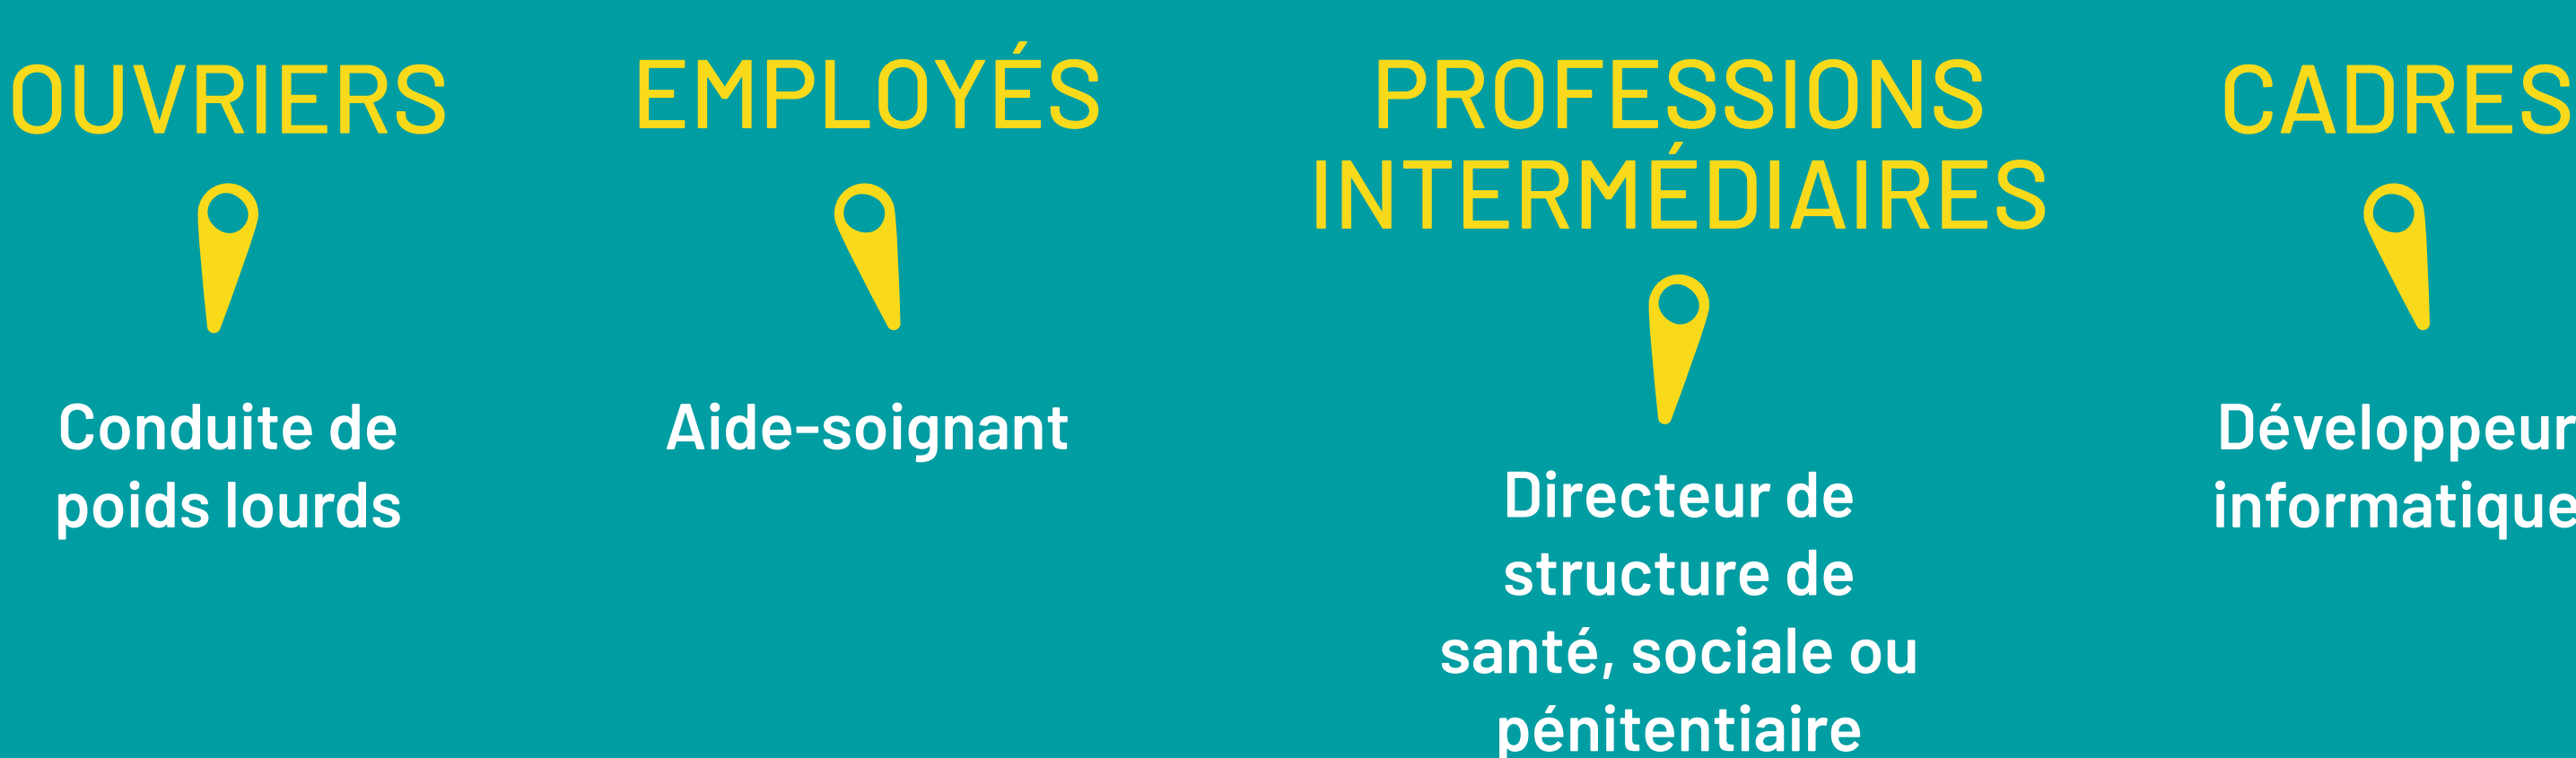 OUVRIERS
Conduite de
poids lourds
EMPLOYÉS
Aide-soignant
PROFESSIONS
INTERMÉDIAIRES
Directeur de
structure de
santé, sociale ou
pénitentiaire
CADRES
Développeur
informatique